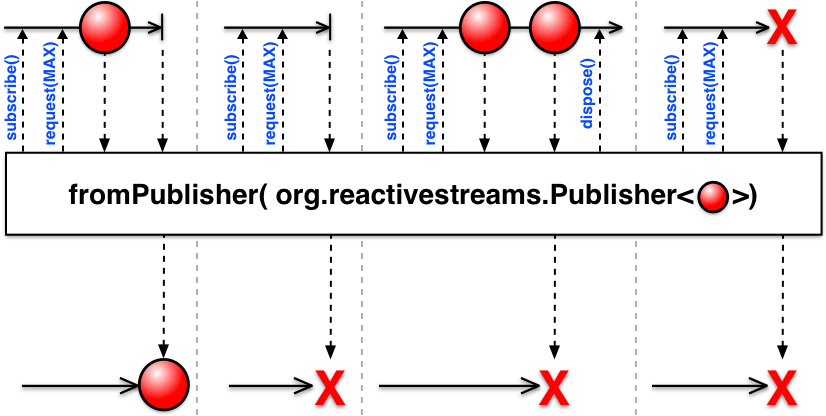 subscribe()
request(MAX)
subscribe()
request(MAX)
subscribe()
request(MAX)
dispose()
subscribe()
request(MAX)
X
fromPublisher( org.reactivestreams.Publisher< >)
X
X
X